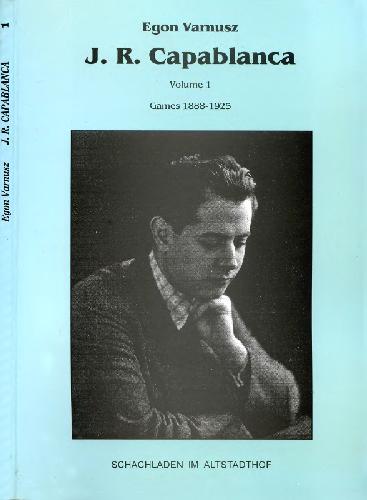 Egon Varnusz
J. R. Capablanca
Volume 1
Games 1888-1925
SCHACHLADEN IM ALTSTADTHOF
Egon Varnusz J. R. CAPABLANCA 1